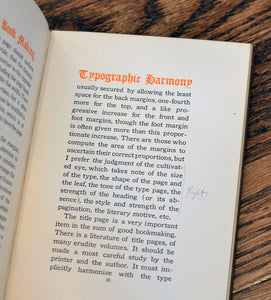 Book Making
Typographic Harmony
usually secured by allowing the least
space for the back margins, one-fourth
more for the top, and a like pro-
gressive increase for the front and
foot margins, though the foot margin
is often given more than this propor-
tionate increase. There are those who
compute the area of the margins to
ascertain their correct proportions, but
I prefer the judgment of the cultivat-
ed eye, which takes note of the size
of the type, the shape of the page and
the leaf, the tone of the type page, the
strength of the heading (or its ab-
sence), the style and strength of the
pagination, the literary motive, etc.
Right.
The title page is a very important
item in the sum of good bookmaking.
There is a literature of title pages, of
many erudite volumes. It should be
made a most careful study by the
printer and the author. It must im-
plicitly harmonize with the type